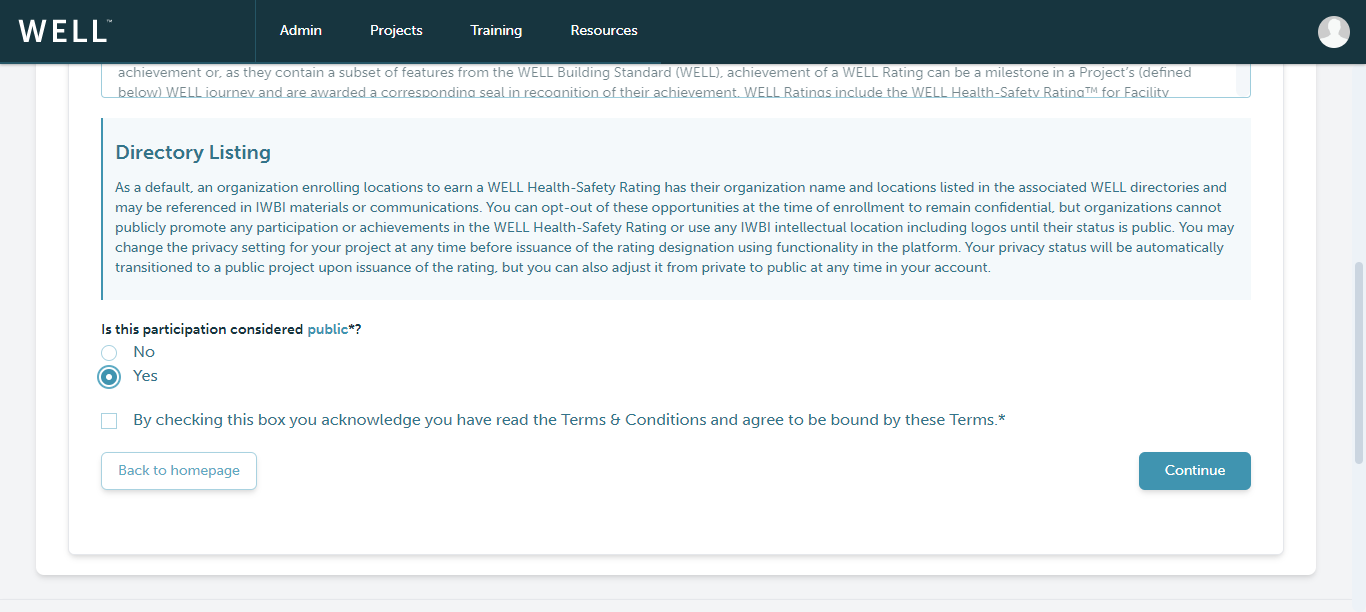 WELL™ Admin Projects Training Resources
achievement or, as they contain a subset of features from the WELL Building Standard (WELL), achievement of a WELL Rating can be a milestone in a Project's (defined
below) WELL journey and are awarded a corresponding seal in recognition of their achievement. WELL Ratings include the WELL Health-Safety Rating™ for Facility
Directory Listing
As a default, an organization enrolling locations to earn a WELL Health-Safety Rating has their organization name and locations listed in the associated WELL directories and
may be referenced in IWBI materials or communications. You can opt-out of these opportunities at the time of enrollment to remain confidential, but organizations cannot
publicly promote any participation or achievements in the WELL Health-Safety Rating or use any IWBI intellectual location including logos until their status is public. You may
change the privacy setting for your project at any time before issuance of the rating designation using functionality in the platform. Your privacy status will be automatically
transitioned to a public project upon issuance of the rating, but you can also adjust it from private to public at any time in your account.
Is this participation considered public*?
No
Yes
By checking this box you acknowledge you have read the Terms & Conditions and agree to be bound by these Terms.*
Back to homepage
Continue